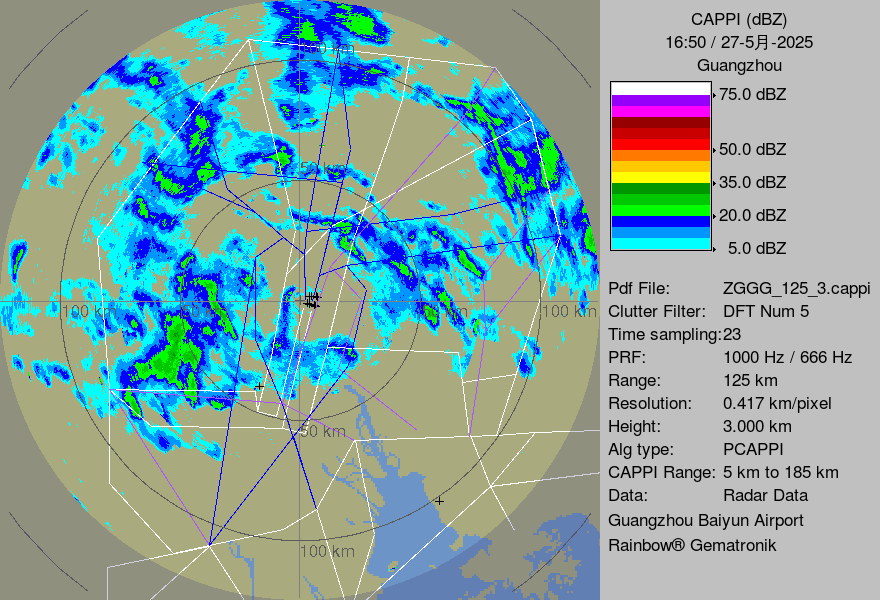 CAPPI (dBZ)
16:50 / 27-5月-2025
Guangzhou
75.0 dBZ
50.0 dBZ
35.0 dBZ
20.0 dBZ
5.0 dBZ
Pdf File: ZGGG_125_3.cappi
Clutter Filter: DFT Num 5
Time sampling:23
PRF: 1000 Hz / 666 Hz
Range: 125 km
Resolution: 0.417 km/pixel
Height: 3.000 km
Alg type: PCAPPI
CAPPI Range: 5 km to 185 km
Data: Radar Data
Guangzhou Baiyun Airport
Rainbow® Gematronik
100 km
50 km
100 km
km
100 km
50 km
100 km